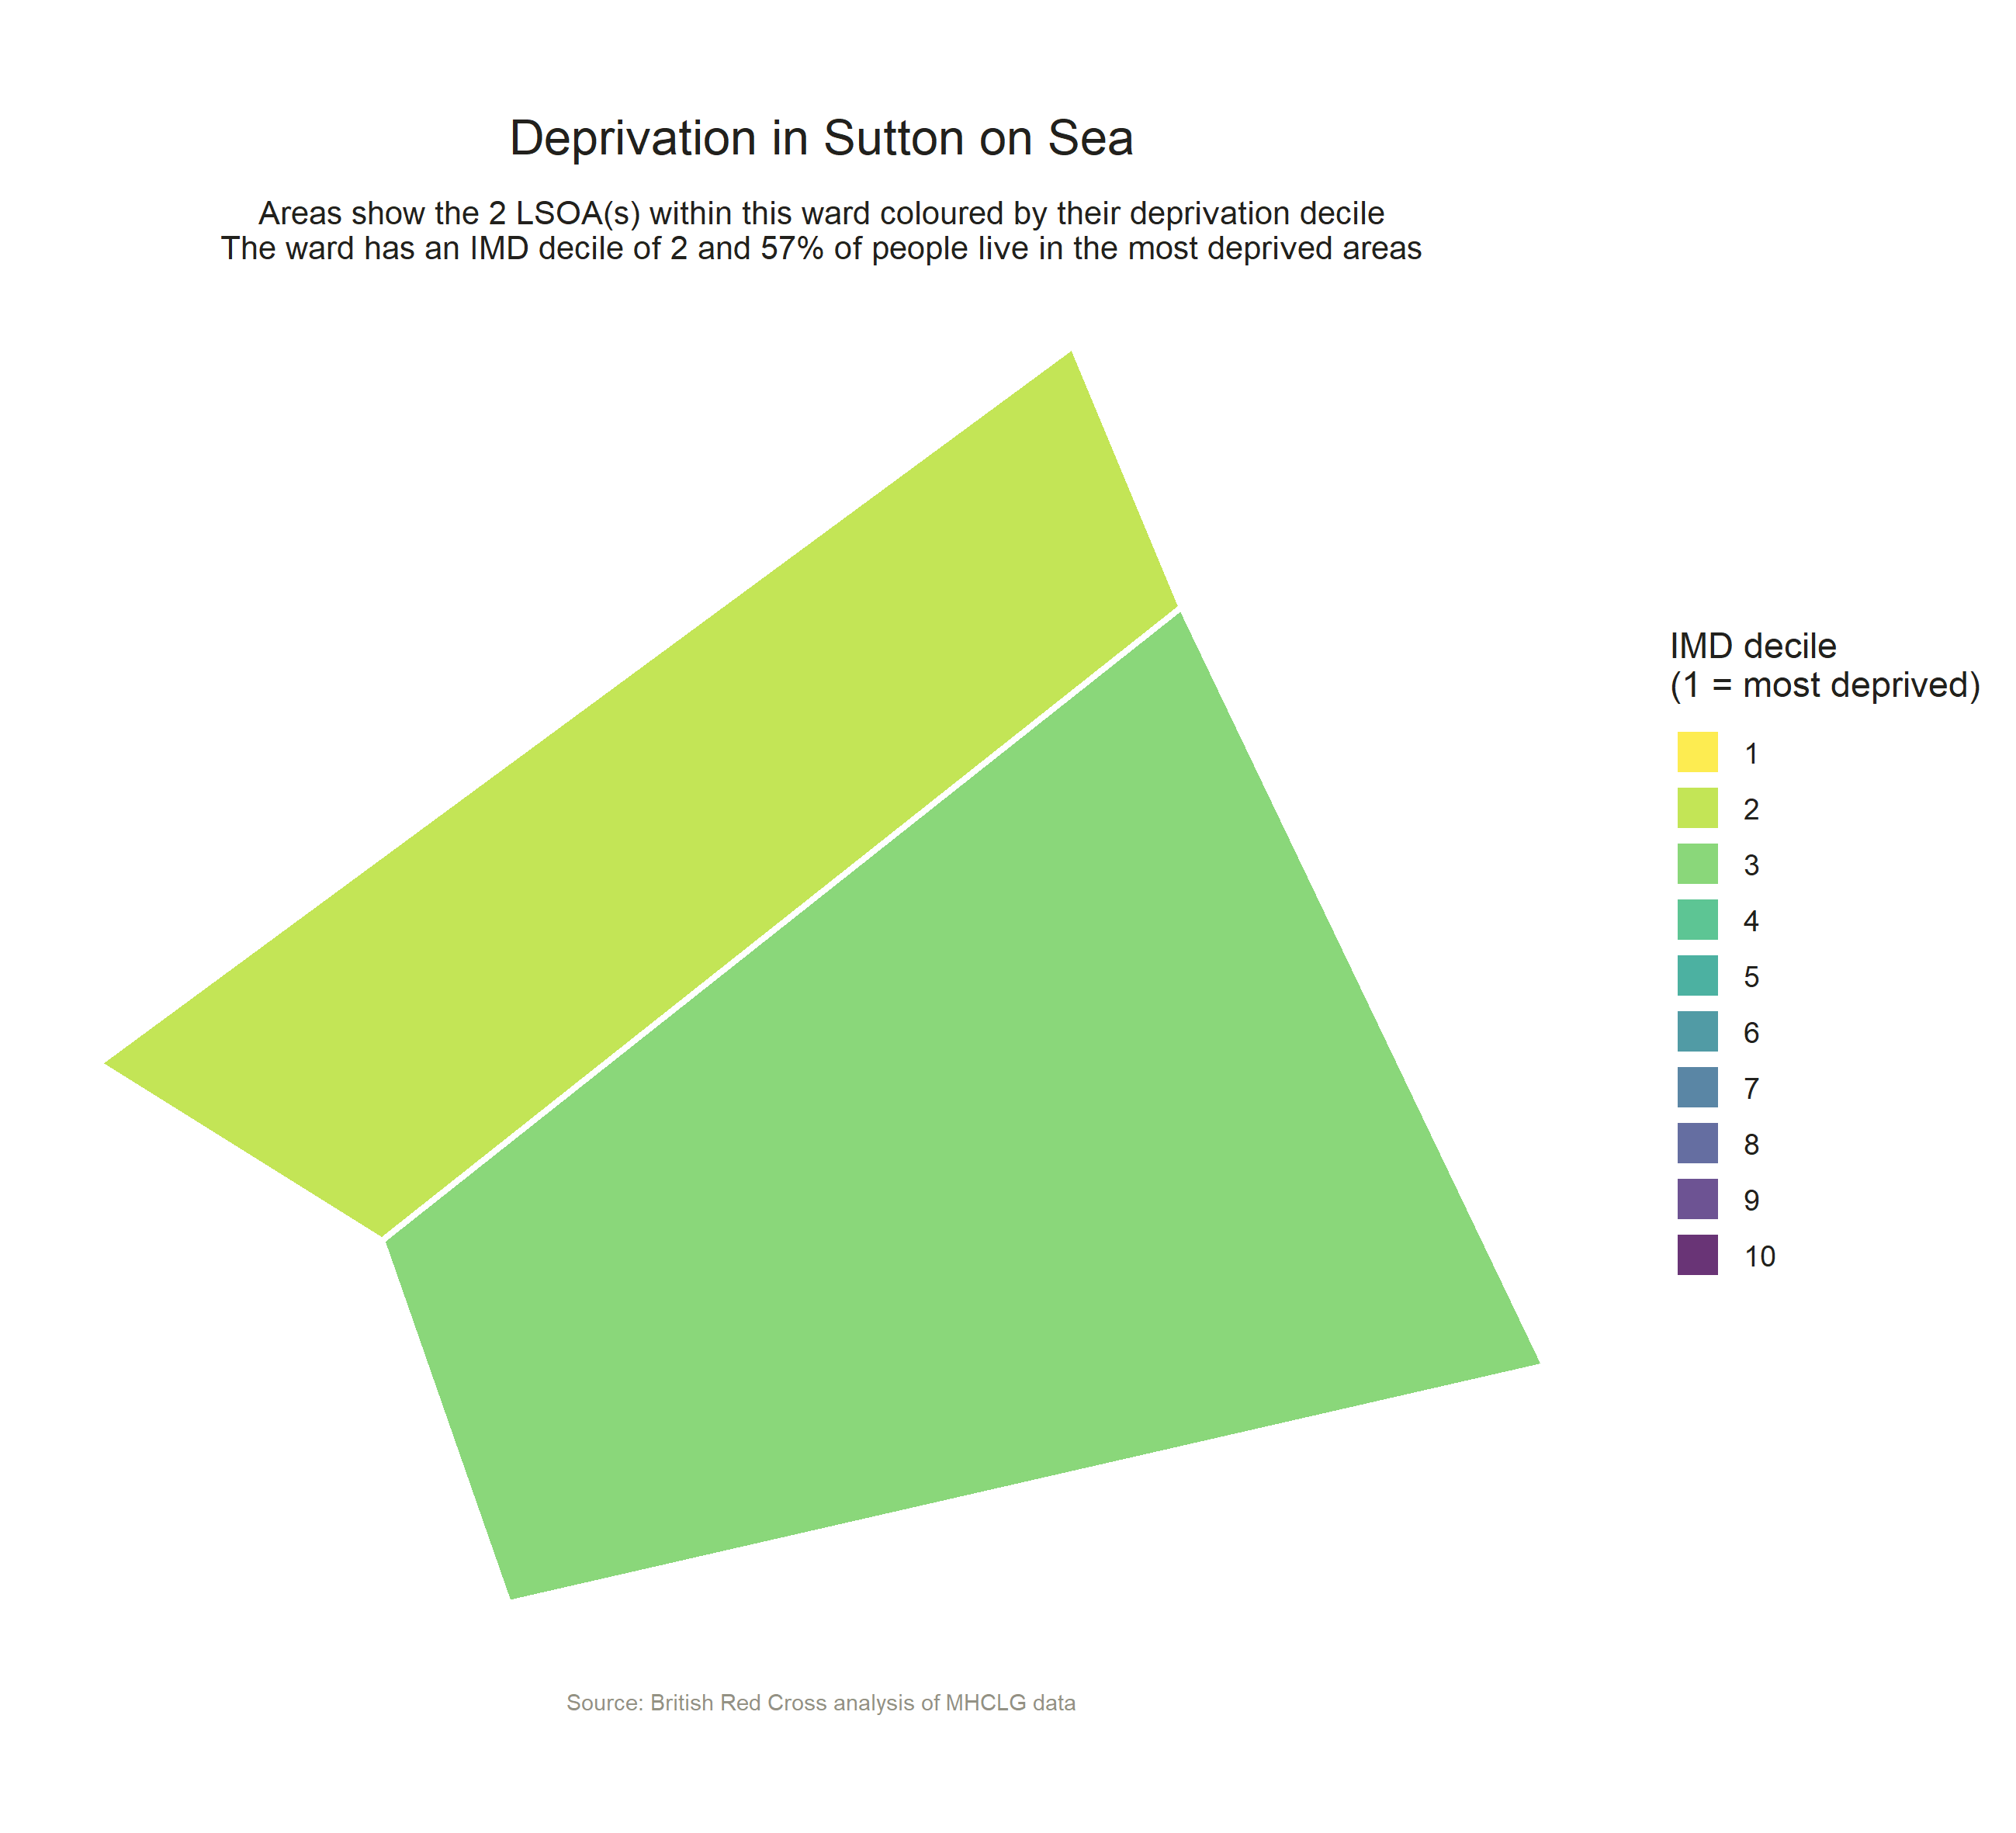 Deprivation in Sutton on Sea
Areas show the 2 LSOA(s) within this ward coloured by their deprivation decile
The ward has an IMD decile of 2 and 57% of people live in the most deprived areas
IMD decile
(1 = most deprived)
1
2
3
4
5
6
7
8
9
10
Source: British Red Cross analysis of MHCLG data